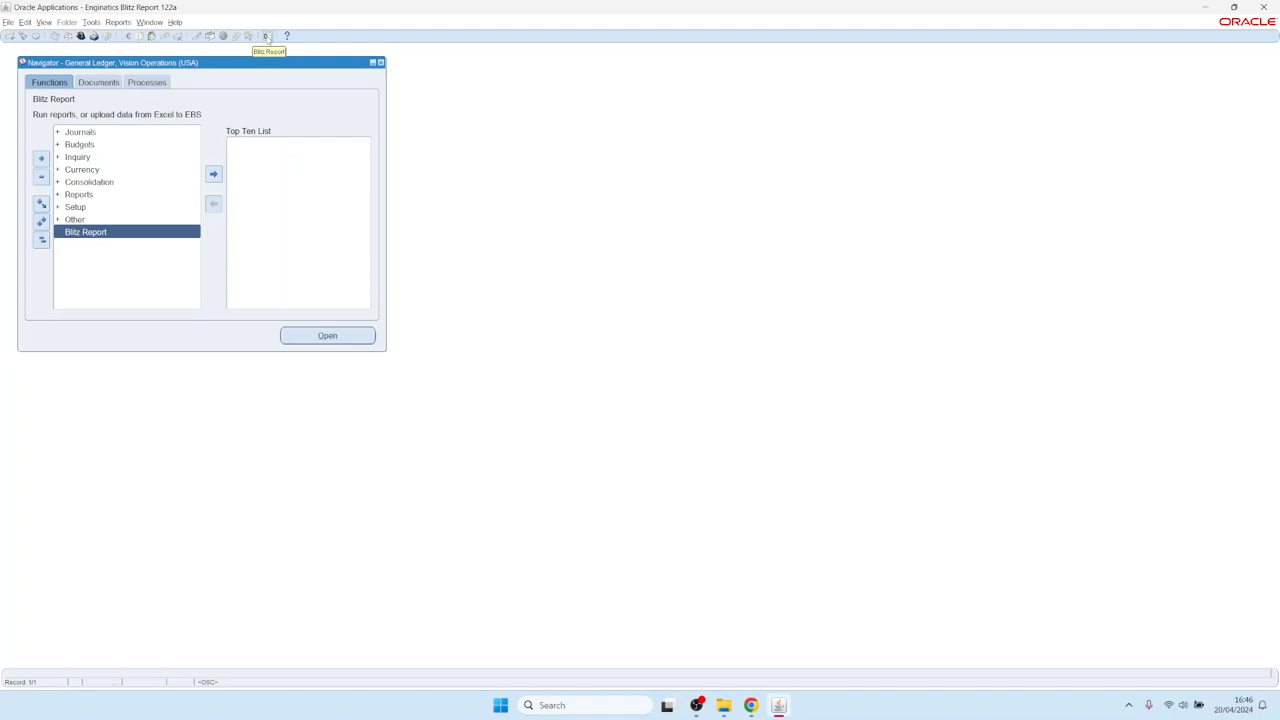 Oracle Applications - Enginatics Blitz Report 122a
File Edit View Folder Tools Reports Window Help
ORACLE
?
Blitz Report
Navigator - General Ledger, Vision Operations (USA)
Functions Documents Processes
Blitz Report
Run reports, or upload data from Excel to EBS
+ Journals
+ Budgets
+ Inquiry
+ Currency
+ Consolidation
+ Reports
+ Setup
+ Other
Blitz Report
Top Ten List
Open
Record: 1/1 ... <OSC>
Search
16:46
20/04/2024